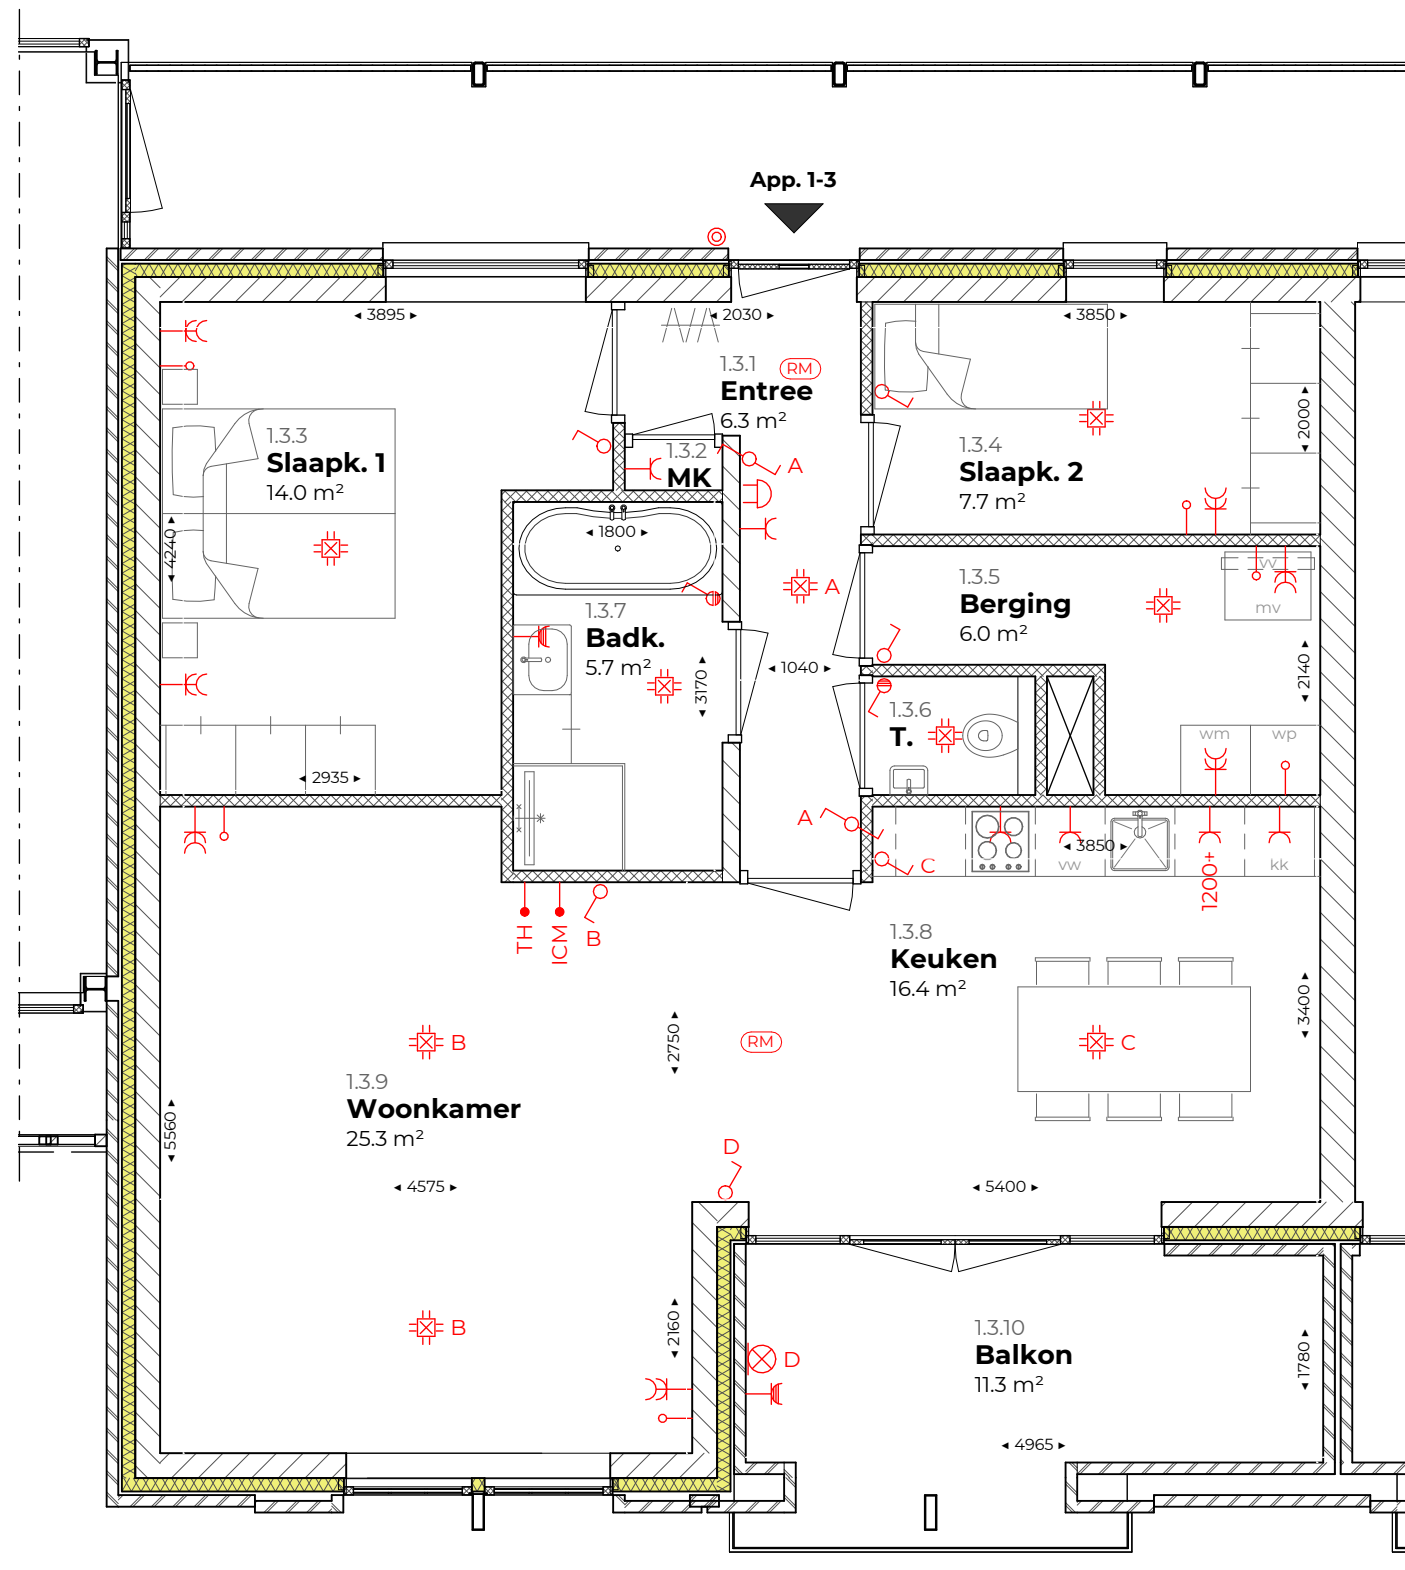 App. 1-3
3895
2030
3850
1.3.1
RM
Entree
6.3 m²
2000
1.3.3
Slaapk. 1
14.0 m²
1.3.2
MK
A
1.3.4
Slaapk. 2
7.7 m²
4240
1800
vv
mv
A
1.3.5
Berging
6.0 m²
1.3.7
Badk.
5.7 m²
3170
1040
2140
1.3.6
T.
wm
wp
2935
A
C
vw
3850
1200+
kk
TH
ICM
B
1.3.8
Keuken
16.4 m²
3400
B
2750
RM
C
1.3.9
Woonkamer
25.3 m²
5560
D
4575
5400
B
2160
D
1.3.10
Balkon
11.3 m²
1780
4965